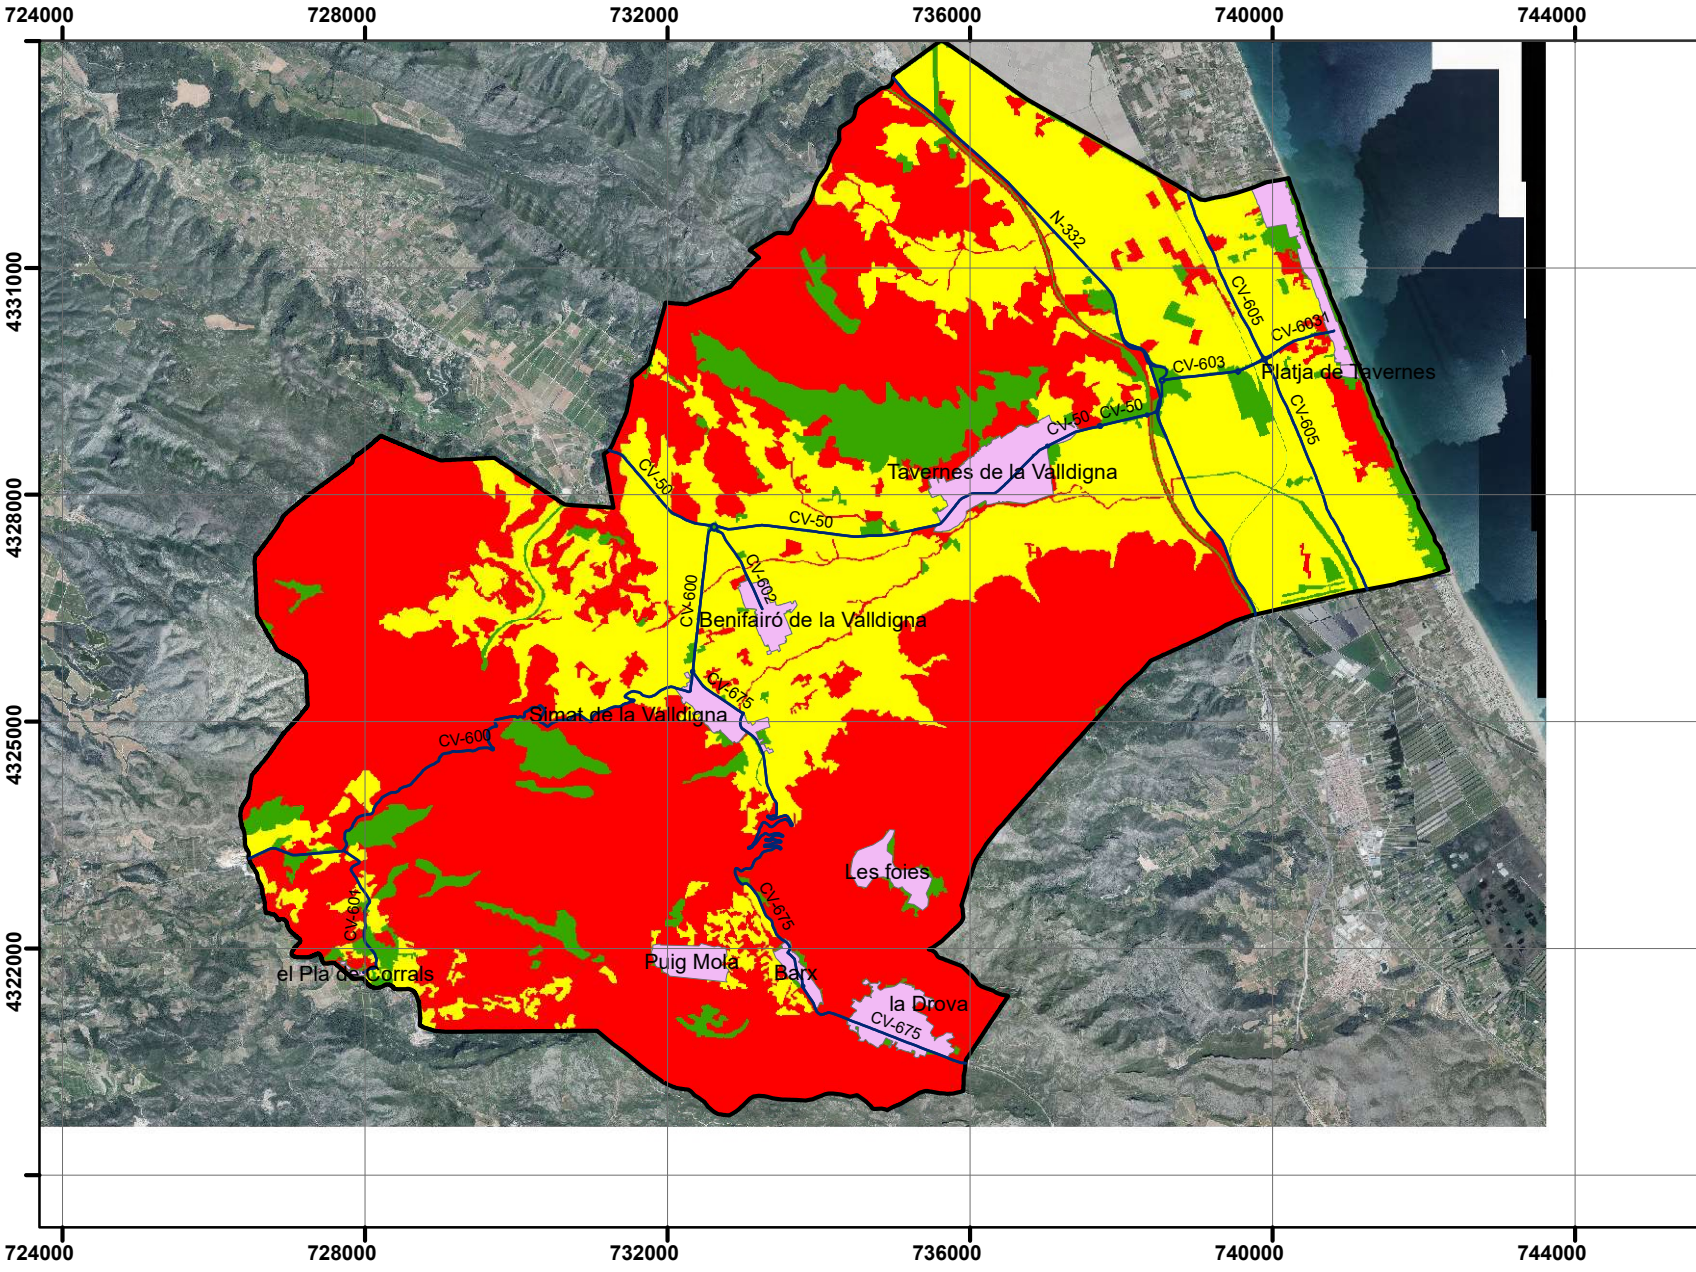 724000 728000 732000 736000 740000 744000
4331000
4328000
4325000
4322000
N-332
CV-605
CV-6031
CV-603
Platja de Tavernes
CV-605
CV-50
CV-50
Tavernes de la Valldigna
CV-50
CV-50
CV-602
CV-600
Benifairó de la Valldigna
CV-675
Simat de la Valldigna
CV-600
Les foies
CV-675
CV-601
Puig Mola
Barx
el Pla de Corrals
la Drova
CV-675
724000 728000 732000 736000 740000 744000